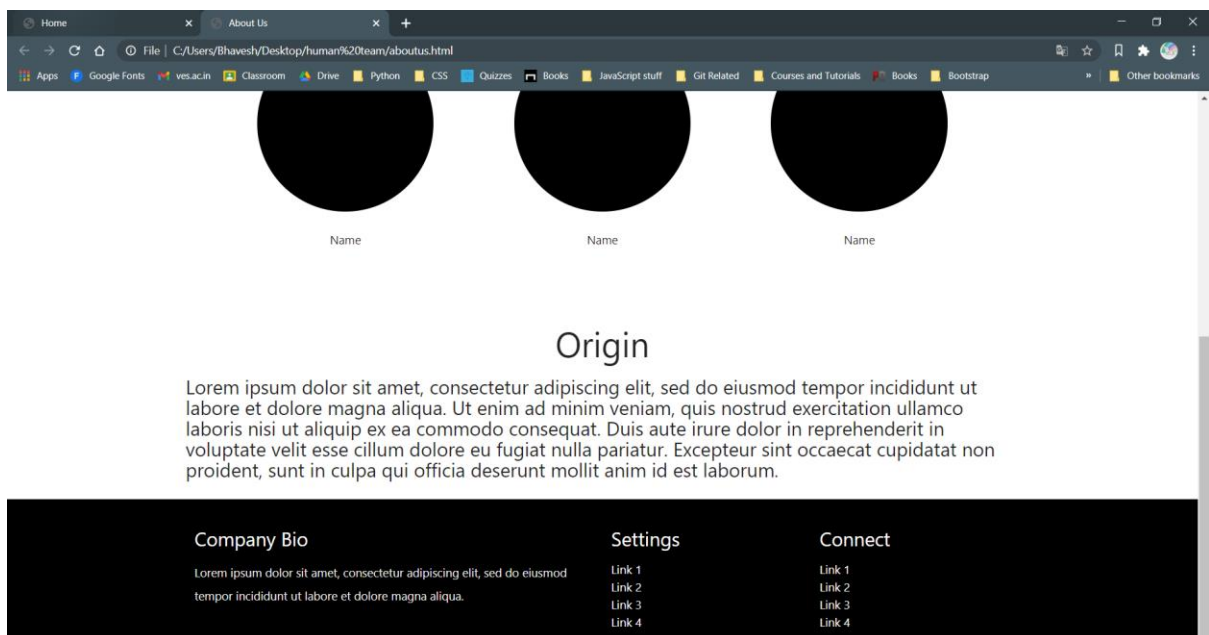 Home
About Us
File | C:/Users/Bhavesh/Desktop/human%20team/aboutus.html
Apps Google Fonts ves.ac.in Classroom Drive Python CSS Quizzes Books JavaScript stuff Git Related Courses and Tutorials Books Bootstrap » Other bookmarks
Name Name Name
Origin
Lorem ipsum dolor sit amet, consectetur adipiscing elit, sed do eiusmod tempor incididunt ut
labore et dolore magna aliqua. Ut enim ad minim veniam, quis nostrud exercitation ullamco
laboris nisi ut aliquip ex ea commodo consequat. Duis aute irure dolor in reprehenderit in
voluptate velit esse cillum dolore eu fugiat nulla pariatur. Excepteur sint occaecat cupidatat non
proident, sunt in culpa qui officia deserunt mollit anim id est laborum.
Company Bio
Lorem ipsum dolor sit amet, consectetur adipiscing elit, sed do eiusmod
tempor incididunt ut labore et dolore magna aliqua.
Settings
Link 1
Link 2
Link 3
Link 4
Connect
Link 1
Link 2
Link 3
Link 4